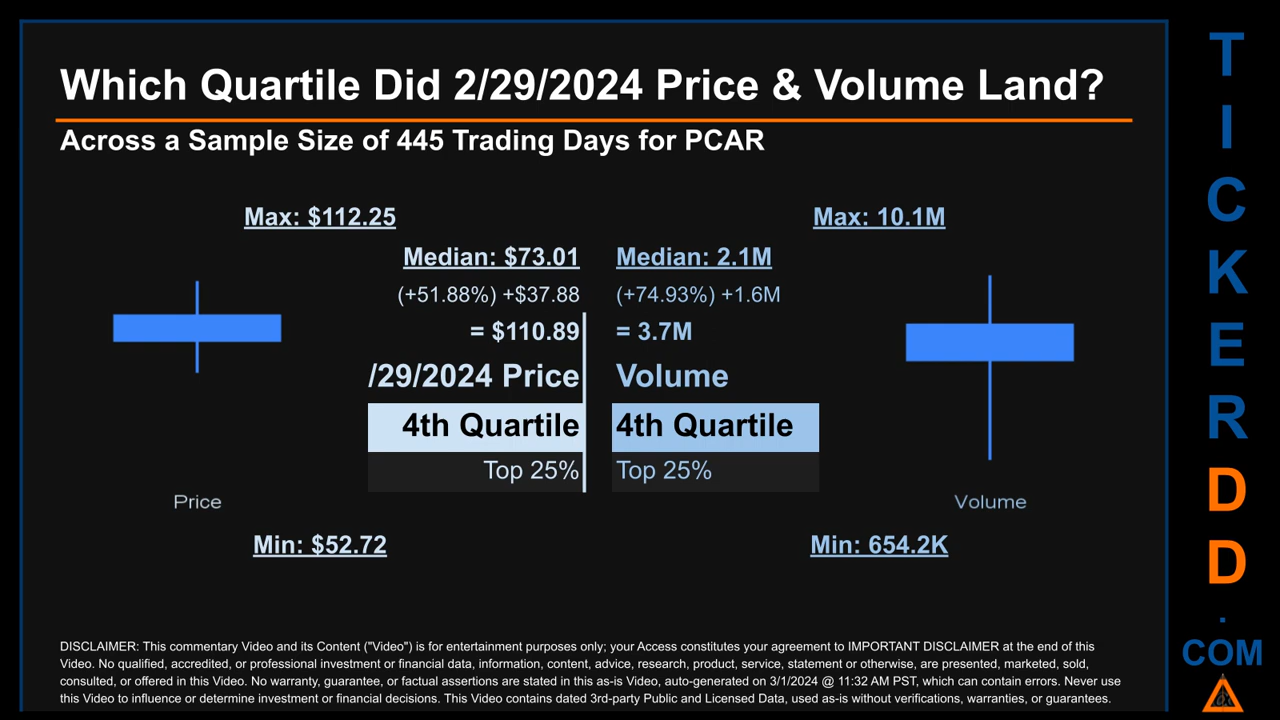 Which Quartile Did 2/29/2024 Price & Volume Land?
Across a Sample Size of 445 Trading Days for PCAR
Max: $112.25
Max: 10.1M
Median: $73.01
Median: 2.1M
(+51.88%) +$37.88
(+74.93%) +1.6M
= $110.89
= 3.7M
/29/2024 Price
Volume
4th Quartile
4th Quartile
Top 25%
Top 25%
Price
Volume
Min: $52.72
Min: 654.2K
DISCLAIMER: This commentary Video and its Content ("Video") is for entertainment purposes only; your Access constitutes your agreement to IMPORTANT DISCLAIMER at the end of this
Video. No qualified, accredited, or professional investment or financial data, information, content, advice, research, product, service, statement or otherwise, are presented, marketed, sold,
consulted, or offered in this Video. No warranty, guarantee, or factual assertions are stated in this as-is Video, auto-generated on 3/1/2024 @ 11:32 AM PST, which can contain errors. Never use
this Video to influence or determine investment or financial decisions. This Video contains dated 3rd-party Public and Licensed Data, used as-is without verifications, warranties, or guarantees.
T
I
C
K
E
R
D
D
.
COM